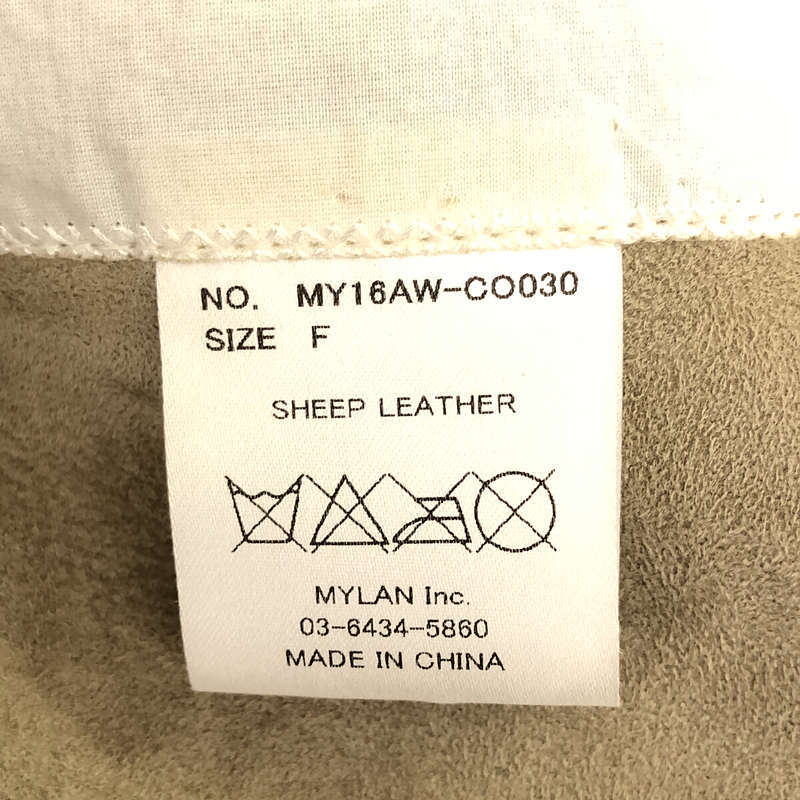 NO. MY16AW-CO030
SIZE F
SHEEP LEATHER
MYLAN Inc.
03-6434-5860
MADE IN CHINA